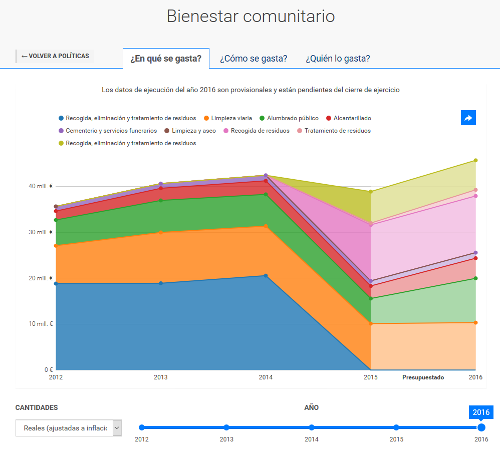 Bienestar comunitario
← VOLVER A POLÍTICAS
¿En qué se gasta?
¿Cómo se gasta?
¿Quién lo gasta?
Los datos de ejecución del año 2016 son provisionales y están pendientes del cierre de ejercicio
Recogida, eliminación y tratamiento de residuos Limpieza viaria Alumbrado público Alcantarillado
Cementerio y servicios funerarios Limpieza y aseo Recogida de residuos Tratamiento de residuos
Recogida, eliminación y tratamiento de residuos
40 mill. €
30 mill. €
20 mill. €
10 mill. €
0 €
2012 2013 2014 2015 Presupuestado 2016
CANTIDADES AÑO
2016
Reales (ajustadas a inflació
2012 2013 2014 2015 2016